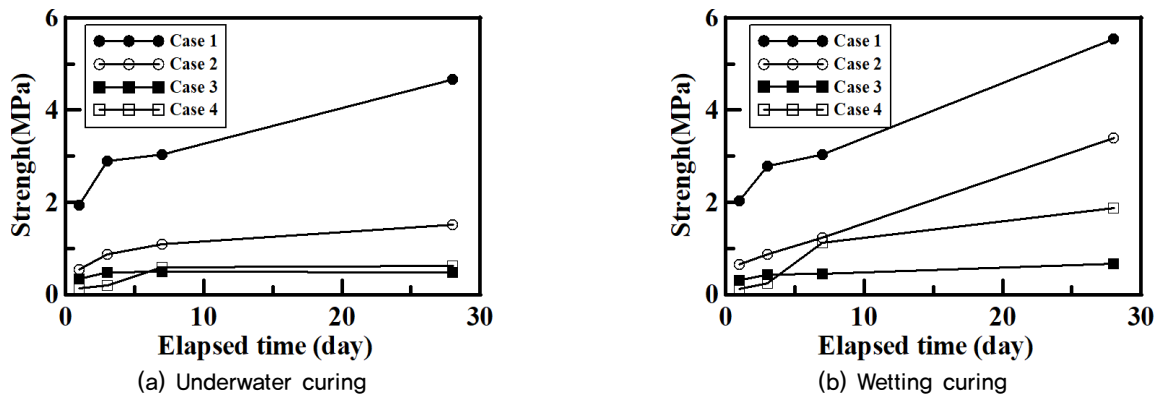 6
4
2
0
Strengh(MPa)
Case 1
Case 2
Case 3
Case 4
0 10 20 30
Elapsed time (day)
(a) Underwater curing
6
4
2
0
Strengh(MPa)
Case 1
Case 2
Case 3
Case 4
0 10 20 30
Elapsed time (day)
(b) Wetting curing